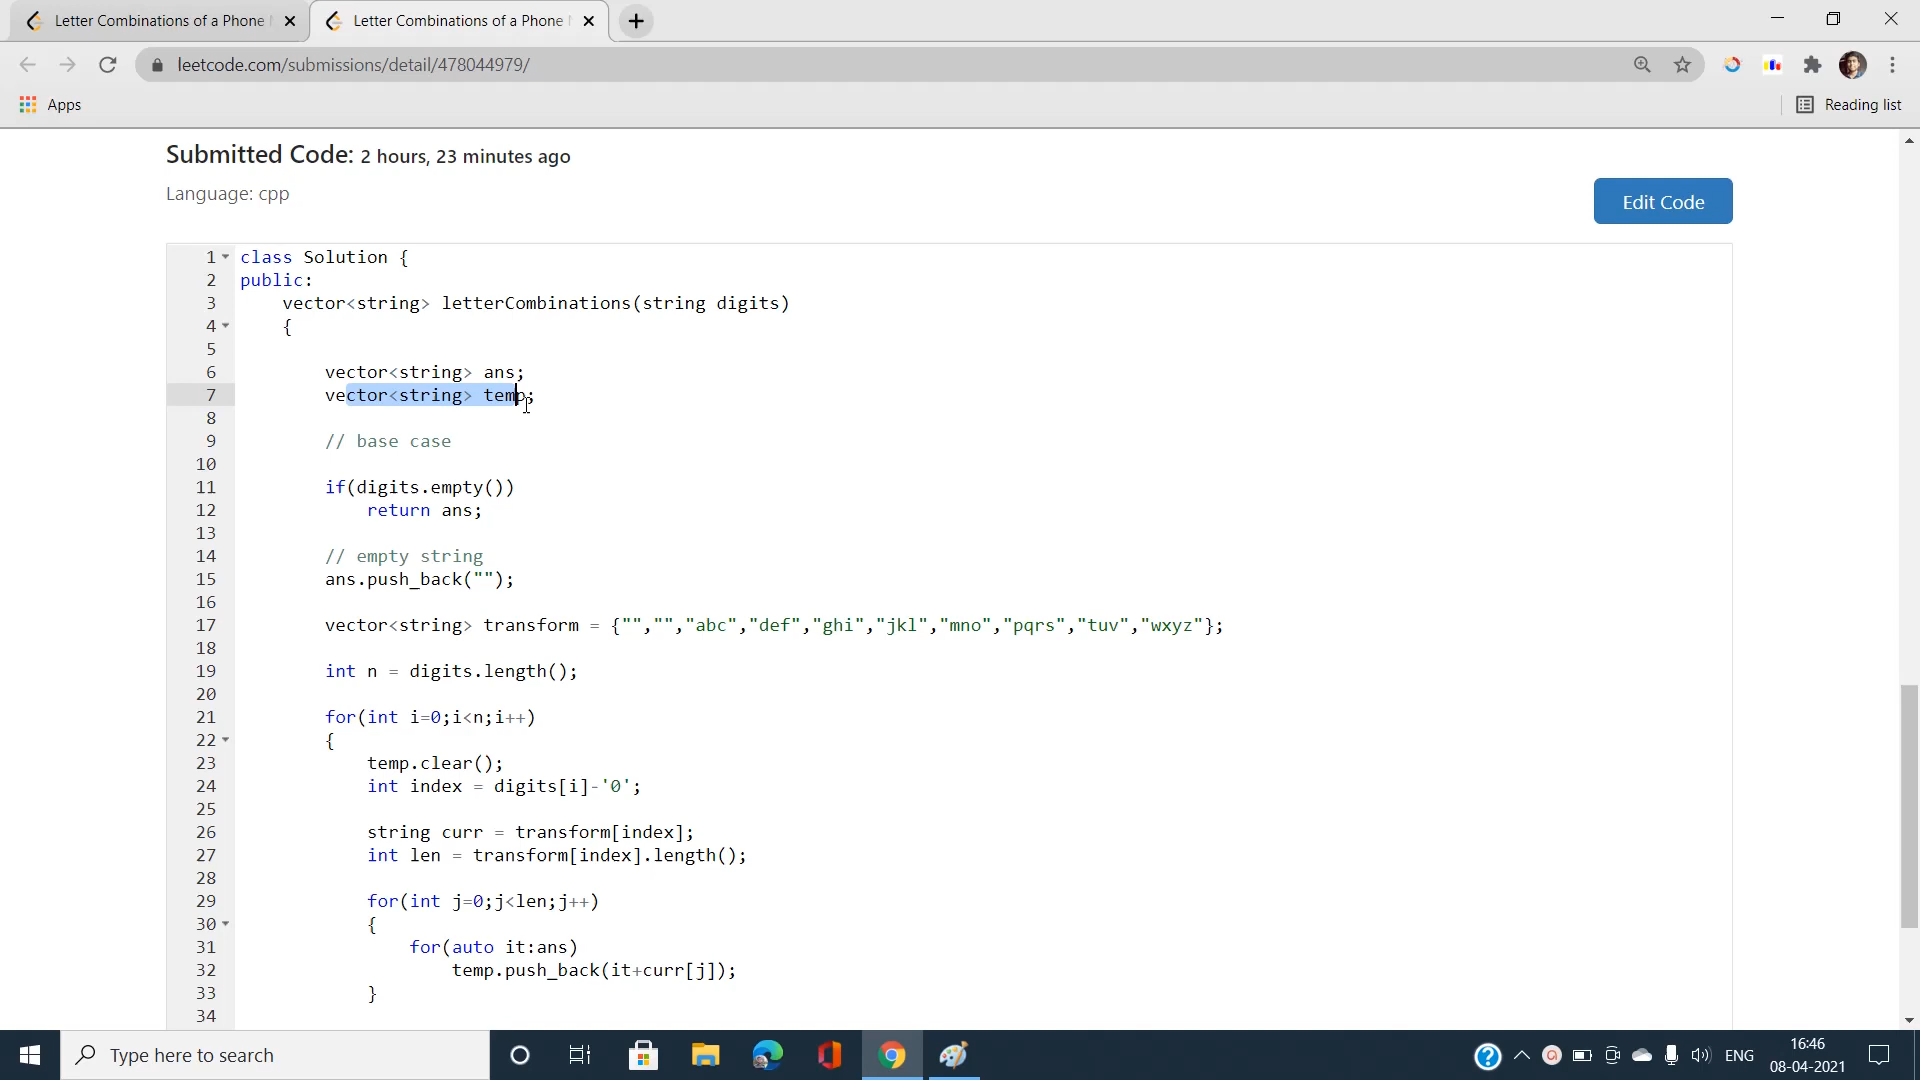 Letter Combinations of a Phone
Letter Combinations of a Phone
leetcode.com/submissions/detail/478044979/
Apps
Reading list
Submitted Code: 2 hours, 23 minutes ago
Language: cpp
Edit Code
1 class Solution {
2 public:
3 vector<string> letterCombinations(string digits)
4 {
5
6 vector<string> ans;
7 vector<string> temp;
8
9 // base case
10
11 if(digits.empty())
12 return ans;
13
14 // empty string
15 ans.push_back("");
16
17 vector<string> transform = {"","","abc","def","ghi","jkl","mno","pqrs","tuv","wxyz"};
18
19 int n = digits.length();
20
21 for(int i=0;i<n;i++)
22 {
23 temp.clear();
24 int index = digits[i]-'0';
25
26 string curr = transform[index];
27 int len = transform[index].length();
28
29 for(int j=0;j<len;j++)
30 {
31 for(auto it:ans)
32 temp.push_back(it+curr[j]);
33 }
34
Type here to search
ENG
16:46
08-04-2021